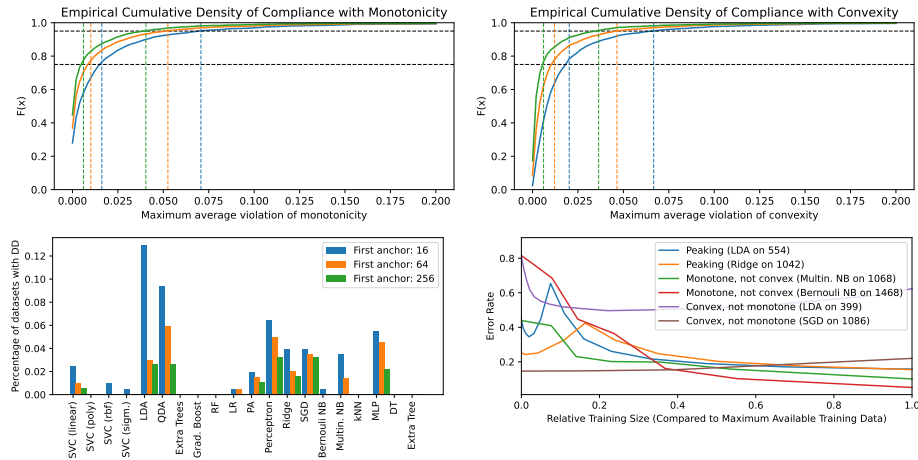 Empirical Cumulative Density of Compliance with Monotonicity
1.0
0.8
0.6
0.4
0.2
0.0
F(x)
0.000 0.025 0.050 0.075 0.100 0.125 0.150 0.175 0.200
Maximum average violation of monotonicity
Empirical Cumulative Density of Compliance with Convexity
1.0
0.8
0.6
0.4
0.2
0.0
F(x)
0.000 0.025 0.050 0.075 0.100 0.125 0.150 0.175 0.200
Maximum average violation of convexity
Percentage of datasets with DD
0.12
0.10
0.08
0.06
0.04
0.02
0.00
First anchor: 16
First anchor: 64
First anchor: 256
SVC (linear)
SVC (poly)
SVC (rbf)
SVC (sigm.)
LDA
QDA
Extra Trees
Grad. Boost
RF
LR
PA
Perceptron
Ridge
SGD
Bernouli NB
Multin. NB
kNN
MLP
DT
Extra Tree
Error Rate
0.8
0.6
0.4
0.2
Peaking (LDA on 554)
Peaking (Ridge on 1042)
Monotone, not convex (Multin. NB on 1068)
Monotone, not convex (Bernouli NB on 1468)
Convex, not monotone (LDA on 399)
Convex, not monotone (SGD on 1086)
0.0 0.2 0.4 0.6 0.8 1.0
Relative Training Size (Compared to Maximum Available Training Data)